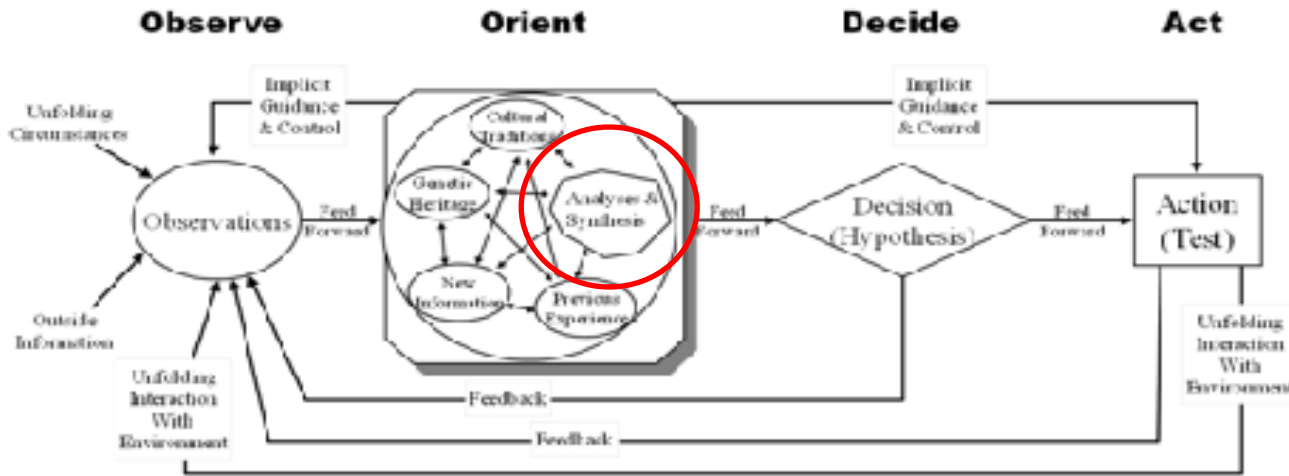 Observe
Orient
Decide
Act
Implicit
Guidance
& Control
Implicit
Guidance
& Control
Unfolding
Circumstances
Cultural
Traditions
Genetic
Heritage
Analyses &
Synthesis
Observations
Feed
Forward
Feed
Forward
Decision
(Hypothesis)
Feed
Forward
Action
(Test)
New
Information
Previous
Experience
Outside
Information
Unfolding
Interaction
With
Environment
Unfolding
Interaction
With
Environment
Feedback
Feedback